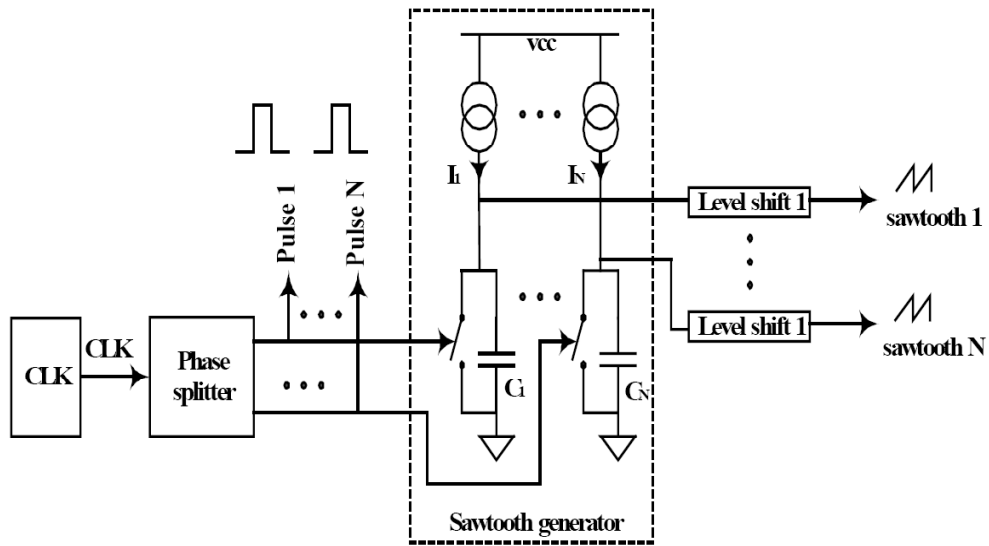 vcc
I1
IN
Pulse 1
Pulse N
Level shift 1
sawtooth 1
Level shift 1
sawtooth N
CLK
CLK
Phase
splitter
C1
CN
Sawtooth generator